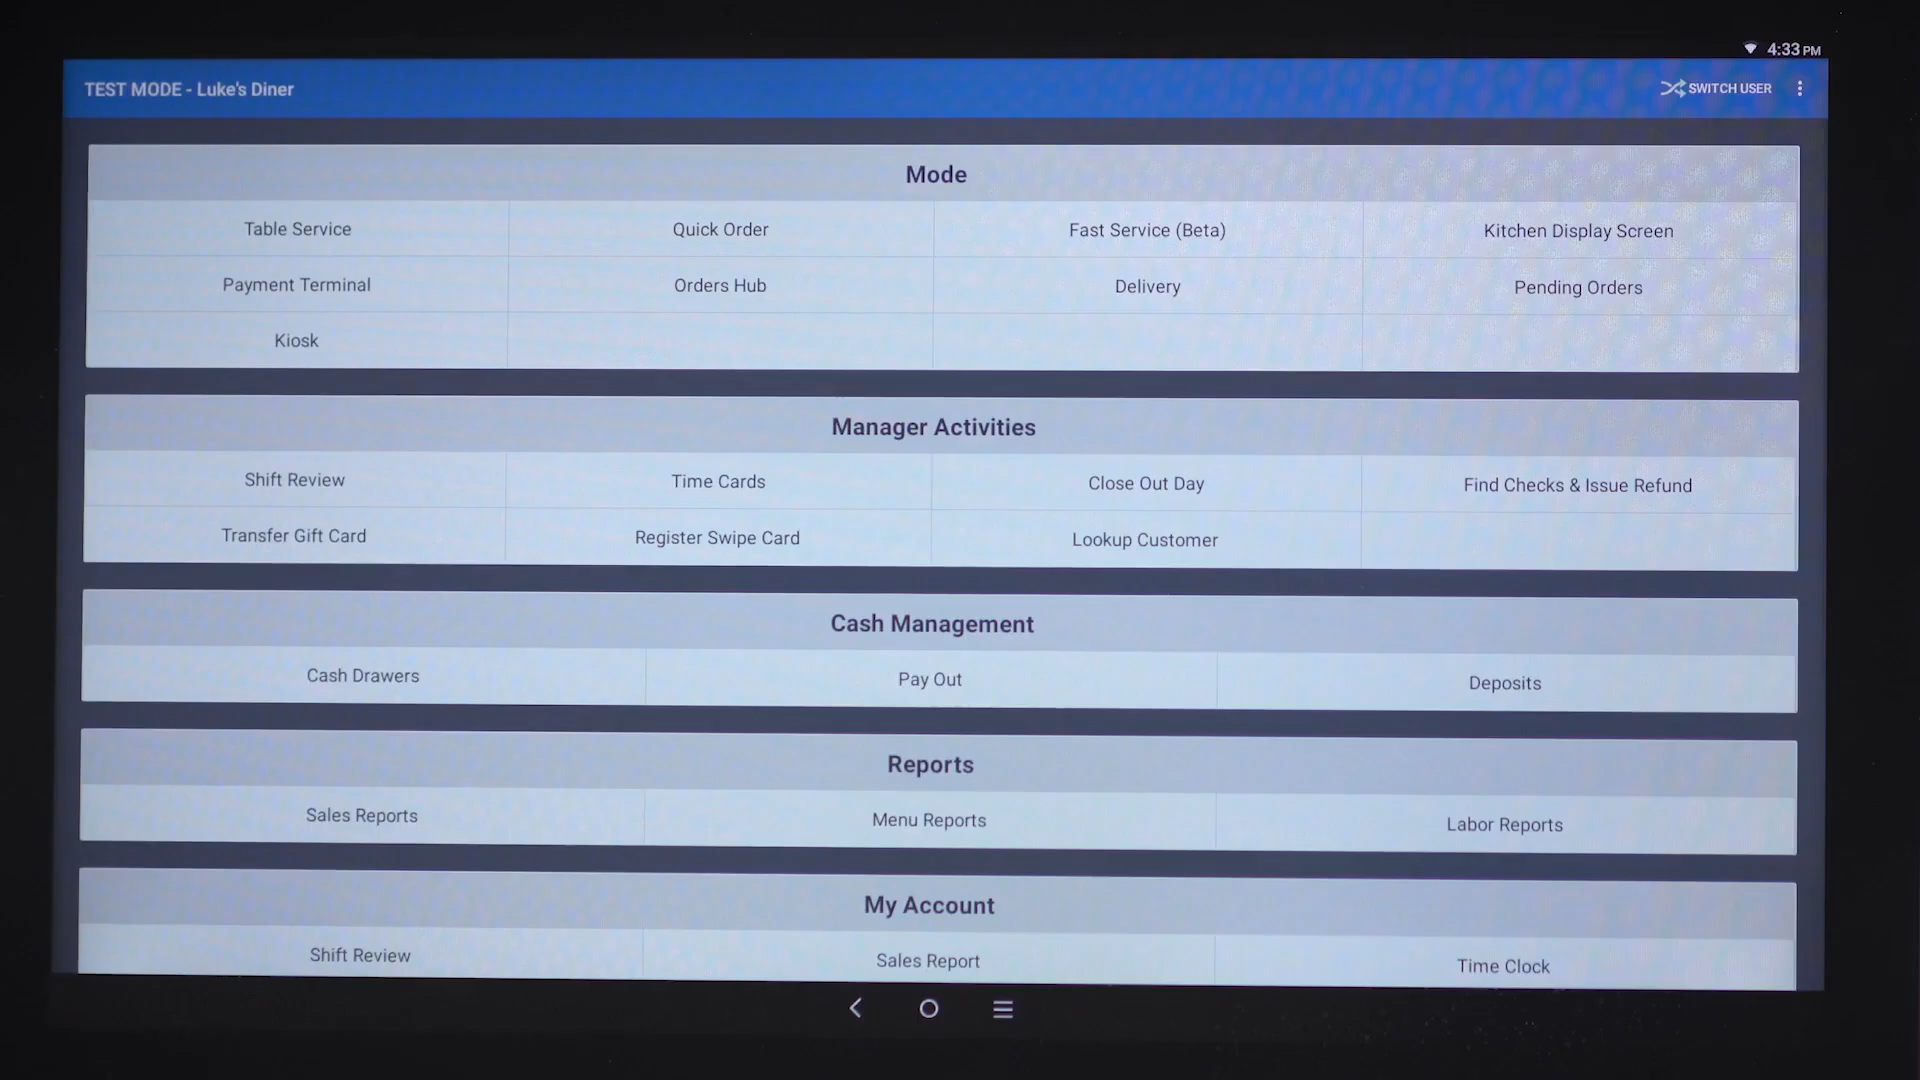 4:33 PM
TEST MODE - Luke's Diner
SWITCH USER
Mode
Table Service
Quick Order
Fast Service (Beta)
Kitchen Display Screen
Payment Terminal
Orders Hub
Delivery
Pending Orders
Kiosk
Manager Activities
Shift Review
Time Cards
Close Out Day
Find Checks & Issue Refund
Transfer Gift Card
Register Swipe Card
Lookup Customer
Cash Management
Cash Drawers
Pay Out
Deposits
Reports
Sales Reports
Menu Reports
Labor Reports
My Account
Shift Review
Sales Report
Time Clock